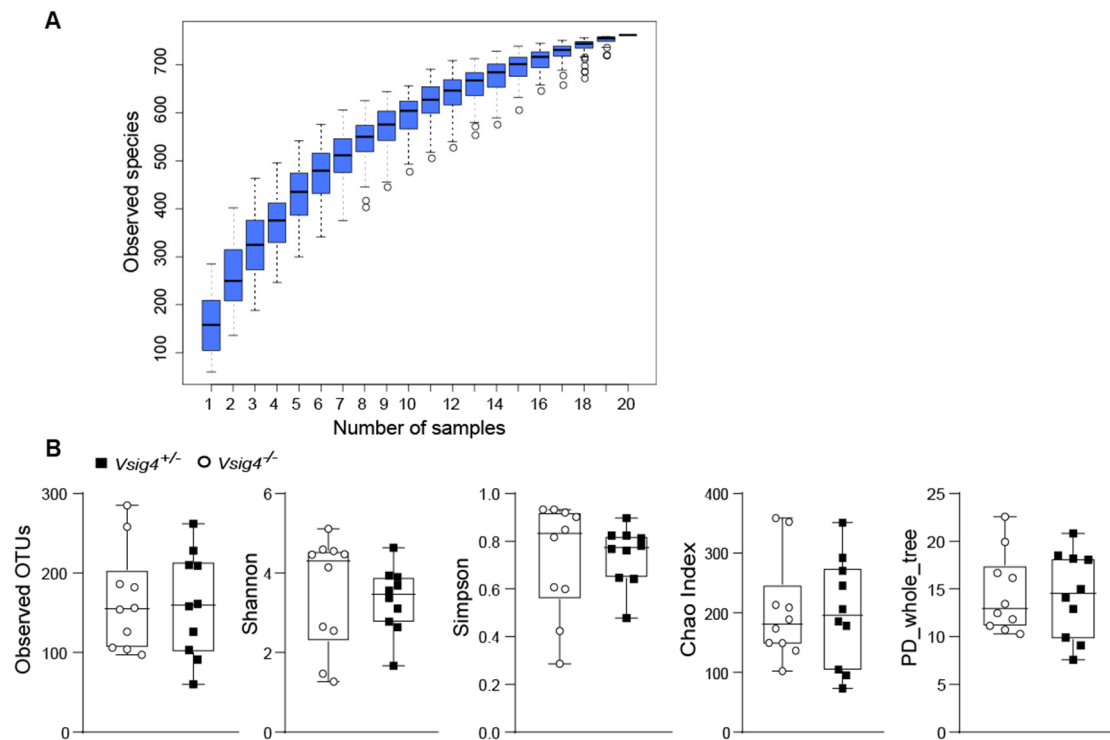 A
Observed species
700
600
500
400
300
200
100
1 2 3 4 5 6 7 8 9 10 12 14 16 18 20
Number of samples
B
Vsig4+/- Vsig4-/-
Observed OTUs
300
200
100
0
Shannon
6
4
2
0
Simpson
1.0
0.8
0.6
0.4
0.2
0.0
Chao Index
400
300
200
100
0
PD_whole_tree
25
20
15
10
5
0